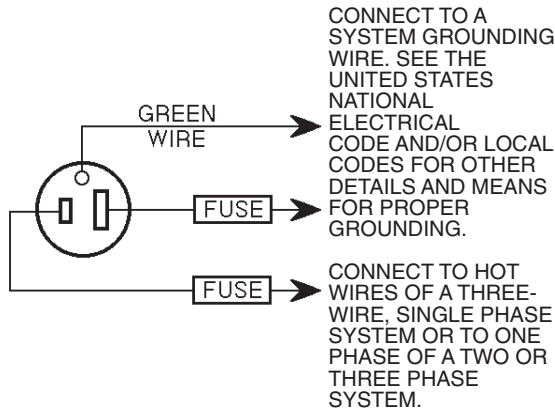 CONNECT TO A
SYSTEM GROUNDING
WIRE. SEE THE
UNITED STATES
NATIONAL
ELECTRICAL
CODE AND/OR LOCAL
CODES FOR OTHER
DETAILS AND MEANS
FOR PROPER
GROUNDING.
GREEN
WIRE
FUSE
FUSE
CONNECT TO HOT
WIRES OF A THREE-
WIRE, SINGLE PHASE
SYSTEM OR TO ONE
PHASE OF A TWO OR
THREE PHASE
SYSTEM.